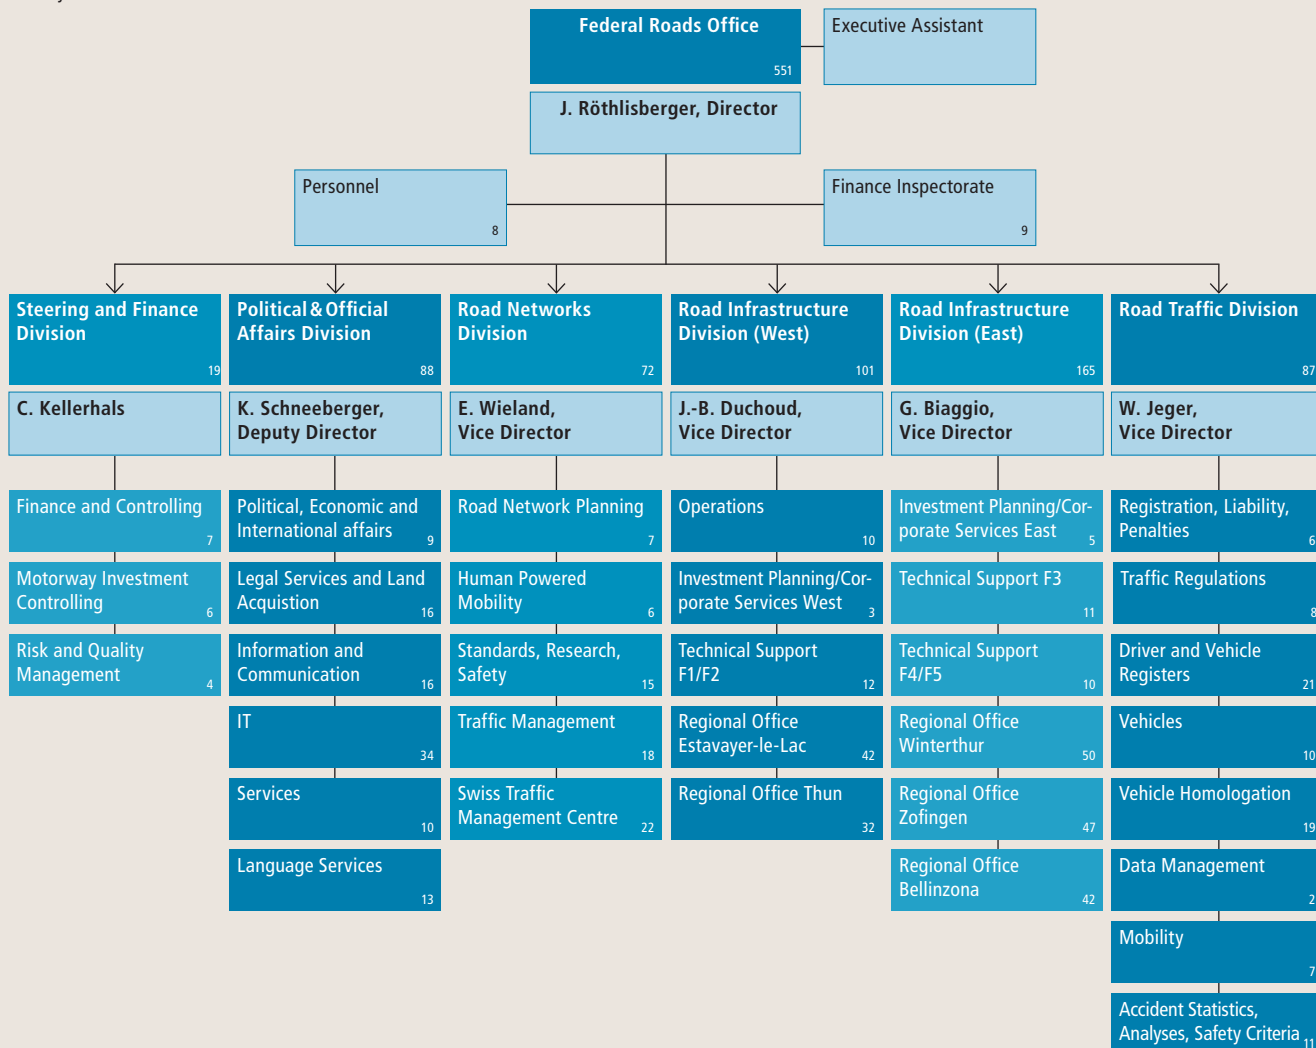 Federal Roads Office
551
Executive Assistant
J. Röthlisberger, Director
Personnel
8
Finance Inspectorate
9
Steering and Finance
Division
19
Political & Official
Affairs Division
88
Road Networks
Division
72
Road Infrastructure
Division (West)
101
Road Infrastructure
Division (East)
165
Road Traffic Division
87
C. Kellerhals
K. Schneeberger,
Deputy Director
E. Wieland,
Vice Director
J.-B. Duchoud,
Vice Director
G. Biaggio,
Vice Director
W. Jeger,
Vice Director
Finance and Controlling
7
Motorway Investment
Controlling
6
Risk and Quality
Management
4
Political, Economic and
International affairs
9
Legal Services and Land
Acquistion
16
Information and
Communication
16
IT
34
Services
10
Language Services
13
Road Network Planning
7
Human Powered
Mobility
6
Standards, Research,
Safety
15
Traffic Management
18
Swiss Traffic
Management Centre
22
Operations
10
Investment Planning/Cor-
porate Services West
3
Technical Support
F1/F2
12
Regional Office
Estavayer-le-Lac
42
Regional Office Thun
32
Investment Planning/Cor-
porate Services East
5
Technical Support F3
11
Technical Support
F4/F5
10
Regional Office
Winterthur
50
Regional Office
Zofingen
47
Regional Office
Bellinzona
42
Registration, Liability,
Penalties
6
Traffic Regulations
8
Driver and Vehicle
Registers
21
Vehicles
10
Vehicle Homologation
19
Data Management
2
Mobility
7
Accident Statistics,
Analyses, Safety Criteria
11